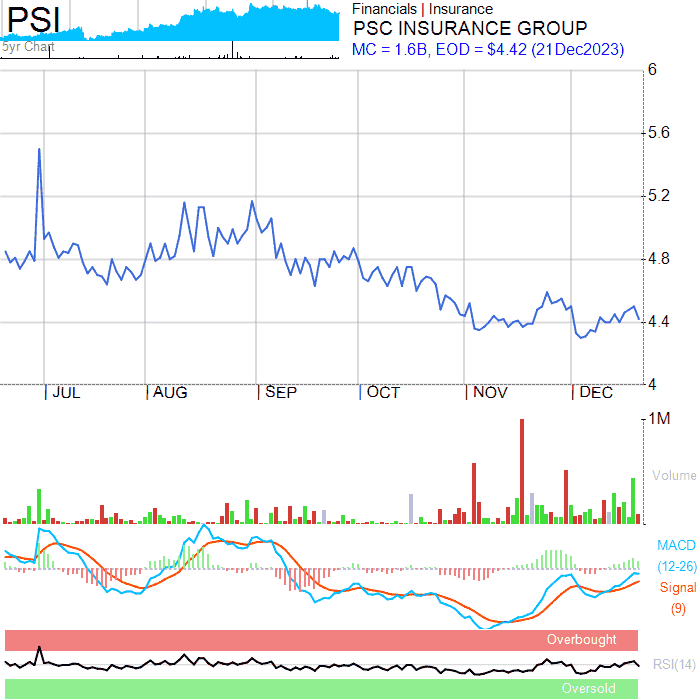 PSI
5yr Chart
Financials | Insurance
PSC INSURANCE GROUP
MC = 1.6B, EOD = $4.42 (21Dec2023)
6
5.6
5.2
4.8
4.4
4
JUL AUG SEP OCT NOV DEC
1M
Volume
MACD
(12-26)
Signal
(9)
Overbought
RSI(14)
Oversold